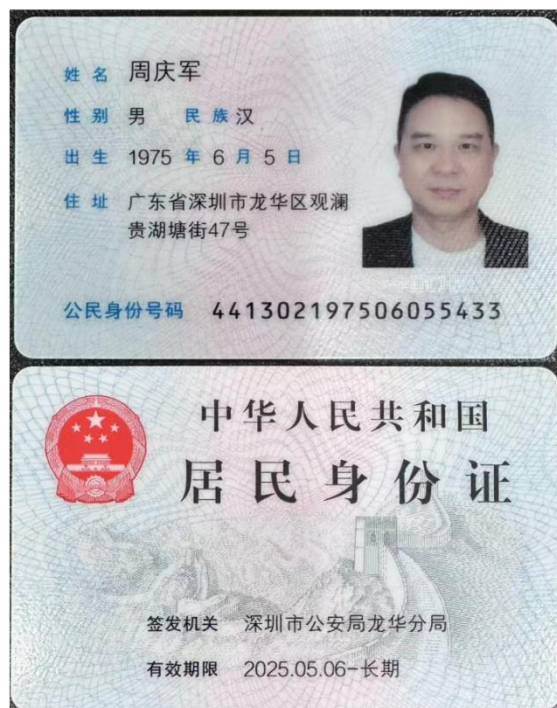 姓名 周庆军
性别 男 民族 汉
出生 1975 年 6 月 5 日
住址 广东省深圳市龙华区观澜
贵湖塘街47号
公民身份号码 441302197506055433
中华人民共和国
居民身份证
签发机关 深圳市公安局龙华分局
有效期限 2025.05.06-长期